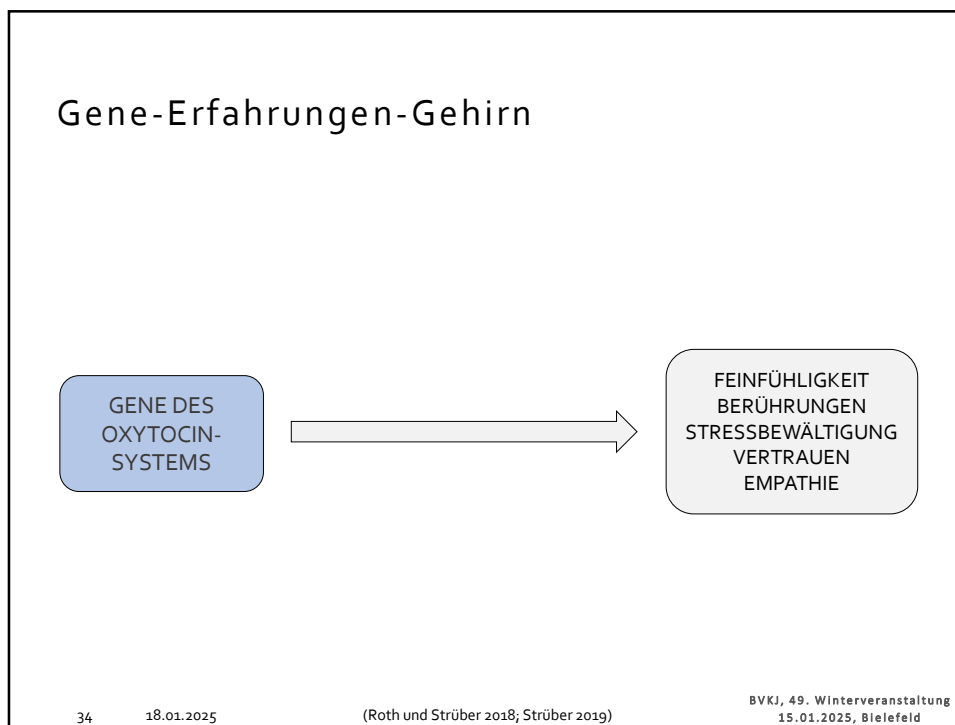 Gene-Erfahrungen-Gehirn
GENE DES
OXYTOCIN-
SYSTEMS
FEINFÜHLIGKEIT
BERÜHRUNGEN
STRESSBEWÄLTIGUNG
VERTRAUEN
EMPATHIE
34 18.01.2025 (Roth und Strüber 2018; Strüber 2019)
BVKJ, 49. Winterveranstaltung
15.01.2025, Bielefeld